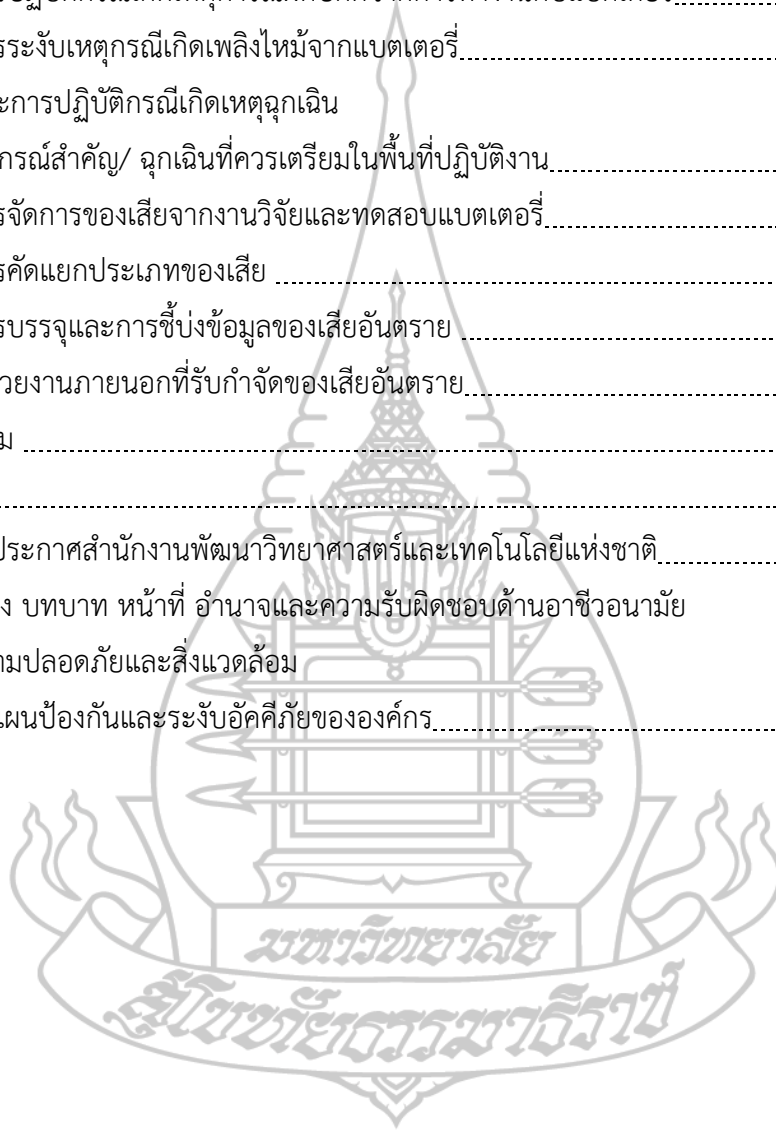 ระงับเหตุกรณีเกิดเพลิงไหม้จากแบตเตอรี่
การปฏิบัติกรณีเกิดเหตุฉุกเฉิน
กรณ์สำคัญ/ ฉุกเฉินที่ควรเตรียมในพื้นที่ปฏิบัติงาน
รจัดการของเสียจากงานวิจัยและทดสอบแบตเตอรี่
รคัดแยกประเภทของเสีย
รบรรจุและการชี้บ่งข้อมูลของเสียอันตราย
วยงานภายนอกที่รับกำจัดของเสียอันตราย
ม
ประกาศสำนักงานพัฒนาวิทยาศาสตร์และเทคโนโลยีแห่งชาติ
ง บทบาท หน้าที่ อำนาจและความรับผิดชอบด้านอาชีวอนามัย
ามปลอดภัยและสิ่งแวดล้อม
แผนป้องกันและระงับอัคคีภัยขององค์กร
มหาวิทยาลัย
สุโขทัยธรรมาธิราช